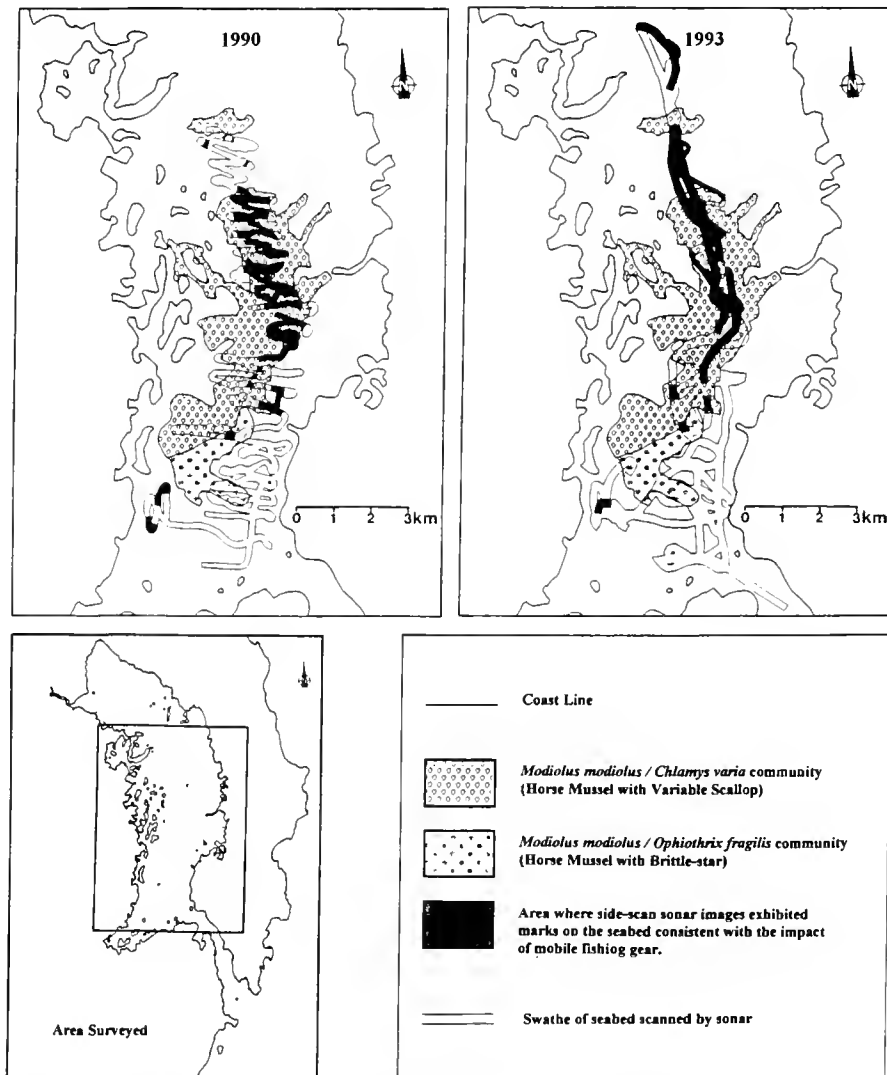 1990
N
0 1 2 3km
1993
N
0 1 2 3km
Area Surveyed
Coast Line
Modiolus modiolus / Chlamys varia community
(Horse Mussel with Variable Scallop)
Modiolus modiolus / Ophiothrix fragilis community
(Horse Mussel with Brittle-star)
Area where side-scan sonar images exhibited
marks on the seabed consistent with the impact
of mobile fishiog gear.
Swathe of seabed scanned by sonar